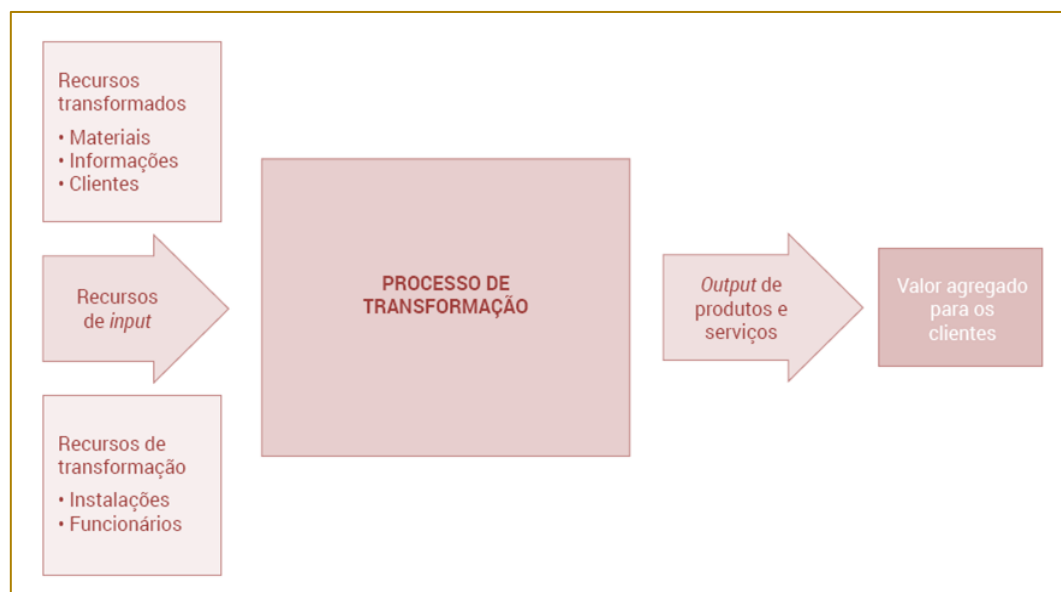 Recursos
transformados
• Materiais
• Informações
• Clientes
Recursos
de input
Recursos de
transformação
• Instalações
• Funcionários
PROCESSO DE
TRANSFORMAÇÃO
Output de
produtos e
serviços
Valor agregado
para os
clientes